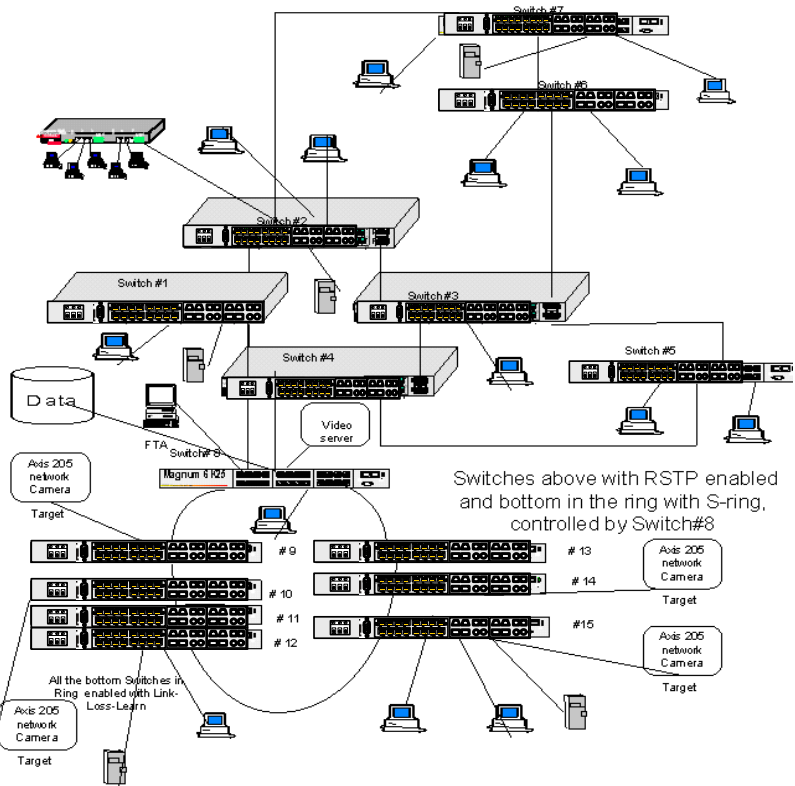 Switch #7
Switch #6
Switch #2
Switch #1
Switch #3
Switch #4
Switch #5
Data
FTA
Video
server
Switch# 8
Magnum 6K25
Axis 205
network
Camera
Target
Switches above with RSTP enabled
and bottom in the ring with S-ring,
controlled by Switch#8
# 9
# 13
# 10
# 14
Axis 205
network
Camera
Target
# 11
# 12
#15
Axis 205
network
Camera
Target
All the bottom Switches in
Ring enabled with Link-
Loss-Learn
Axis 205
network
Camera
Target